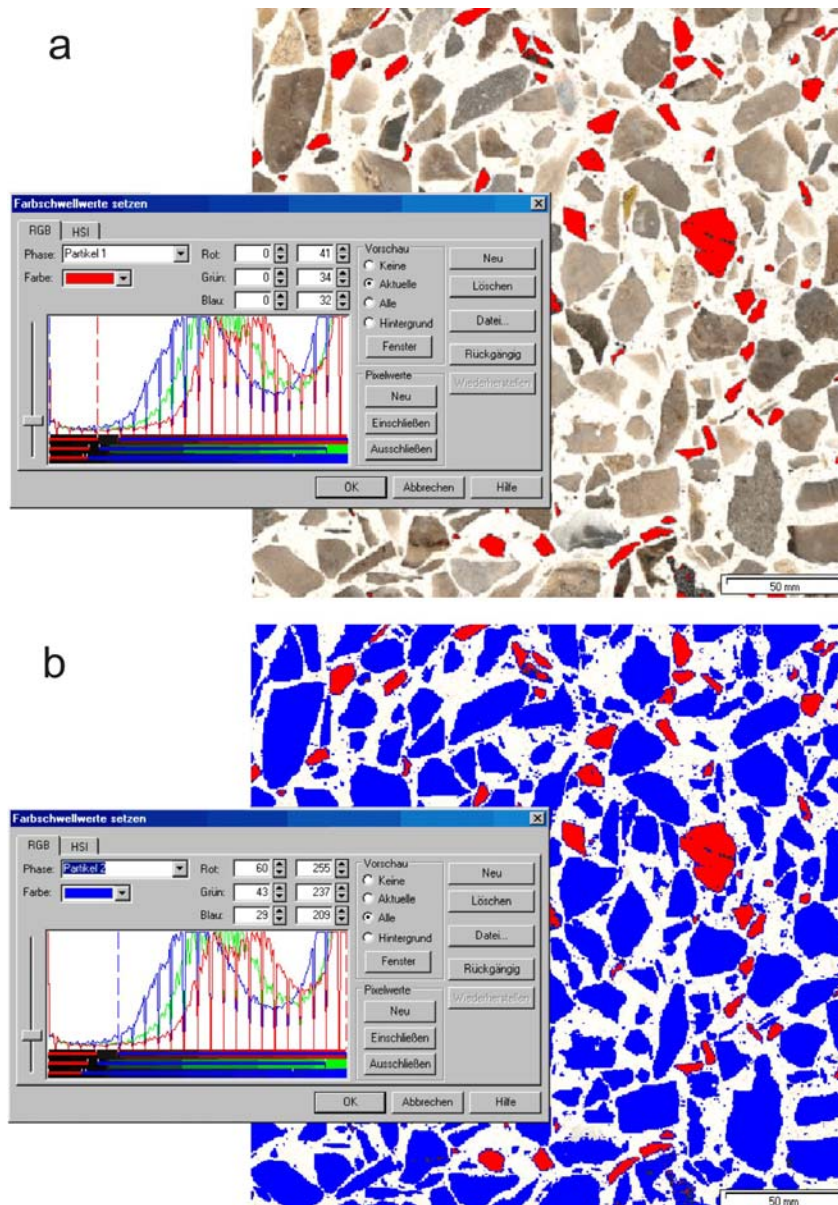 a
Farbschwellwerte setzen
RGB HSI
Phase: Partikel 1 Rot: 0 41 Vorschau Neu
Farbe: Grün: 0 34 Keine Löschen
Blau: 0 32 Aktuelle
Alle Datei...
Hintergrund
Fenster Rückgängig
Pixelwerte Wiederherstellen
Neu
Einschließen
Ausschließen
OK Abbrechen Hilfe
50 mm
b
Farbschwellwerte setzen
RGB HSI
Phase: Partikel 2 Rot: 60 255 Vorschau Neu
Farbe: Grün: 43 237 Keine Löschen
Blau: 29 209 Aktuelle
Alle Datei...
Hintergrund
Fenster Rückgängig
Pixelwerte Wiederherstellen
Neu
Einschließen
Ausschließen
OK Abbrechen Hilfe
50 mm